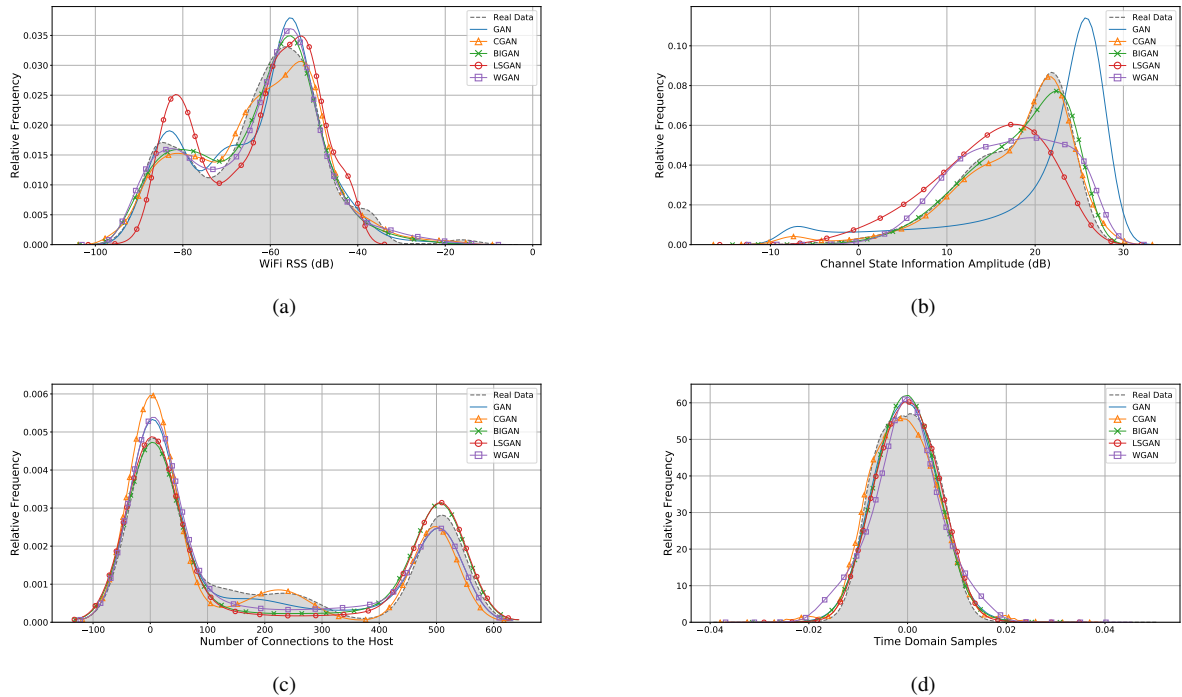 Relative Frequency
0.035
0.030
0.025
0.020
0.015
0.010
0.005
0.000
−100
−80
−60
−40
−20
0
WiFi RSS (dB)
Real Data
GAN
CGAN
BIGAN
LSGAN
WGAN
(a)
Relative Frequency
0.10
0.08
0.06
0.04
0.02
0.00
−10
0
10
20
30
Channel State Information Amplitude (dB)
Real Data
GAN
CGAN
BIGAN
LSGAN
WGAN
(b)
Relative Frequency
0.006
0.005
0.004
0.003
0.002
0.001
0.000
−100
0
100
200
300
400
500
600
Number of Connections to the Host
Real Data
GAN
CGAN
BIGAN
LSGAN
WGAN
(c)
Relative Frequency
60
50
40
30
20
10
0
−0.04
−0.02
0.00
0.02
0.04
Time Domain Samples
Real Data
GAN
CGAN
BIGAN
LSGAN
WGAN
(d)